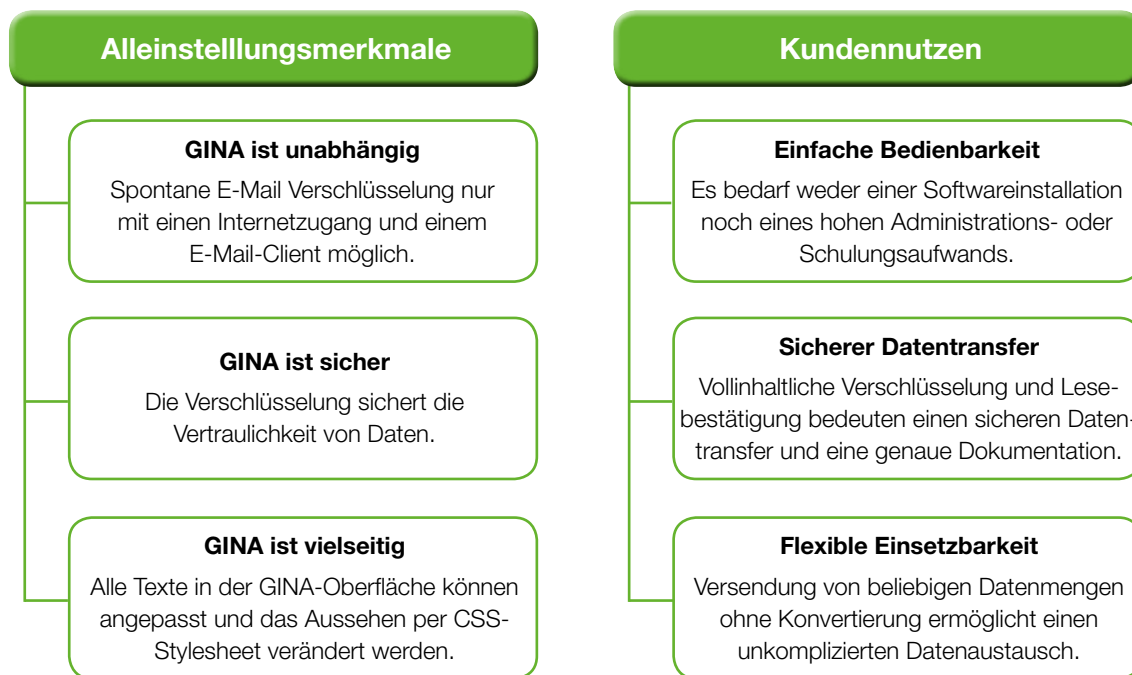 Alleinstelllungsmerkmale
GINA ist unabhängig
Spontane E-Mail Verschlüsselung nur
mit einen Internetzugang und einem
E-Mail-Client möglich.
GINA ist sicher
Die Verschlüsselung sichert die
Vertraulichkeit von Daten.
GINA ist vielseitig
Alle Texte in der GINA-Oberfläche können
angepasst und das Aussehen per CSS-
Stylesheet verändert werden.
Kundennutzen
Einfache Bedienbarkeit
Es bedarf weder einer Softwareinstallation
noch eines hohen Administrations- oder
Schulungsaufwands.
Sicherer Datentransfer
Vollinhaltliche Verschlüsselung und Lese-
bestätigung bedeuten einen sicheren Daten-
transfer und eine genaue Dokumentation.
Flexible Einsetzbarkeit
Versendung von beliebigen Datenmengen
ohne Konvertierung ermöglicht einen
unkomplizierten Datenaustausch.